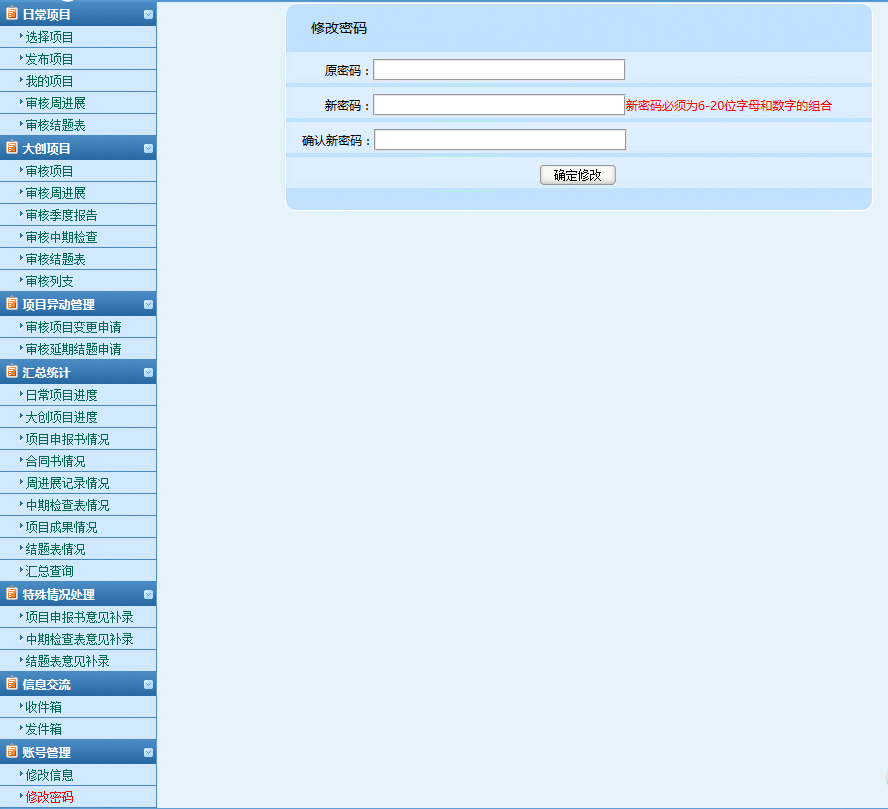 日常项目
选择项目
发布项目
我的项目
审核周进展
审核结题表
大创项目
审核项目
审核周进展
审核季度报告
审核中期检查
审核结题表
审核列支
项目异动管理
审核项目变更申请
审核延期结题申请
汇总统计
日常项目进度
大创项目进度
项目申报书情况
合同书情况
周进展记录情况
中期检查表情况
项目成果情况
结题表情况
汇总查询
特殊情况处理
项目申报书意见补录
中期检查表意见补录
结题表意见补录
信息交流
收件箱
发件箱
账号管理
修改信息
修改密码
修改密码
原密码：
新密码：新密码必须为6-20位字母和数字的组合
确认新密码：
确定修改